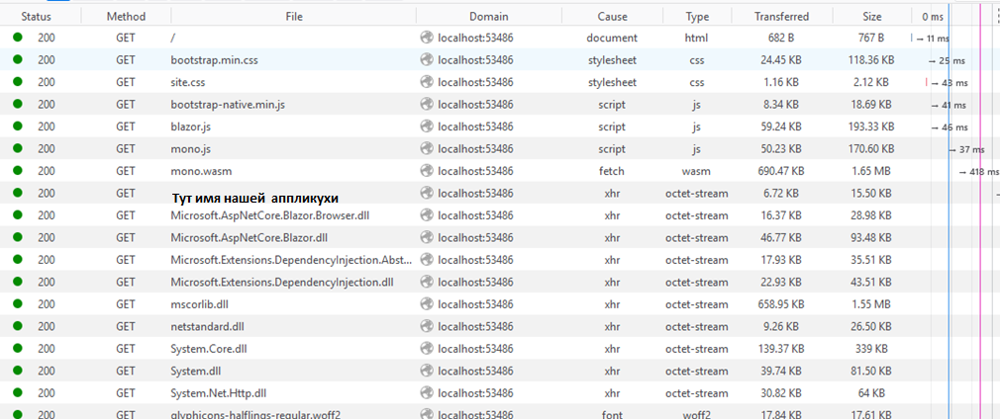 Status Method File Domain Cause Type Transferred Size 0 ms
200 GET / localhost:53486 document html 682 B 767 B → 11 ms
200 GET bootstrap.min.css localhost:53486 stylesheet css 24.45 KB 118.36 KB → 25 ms
200 GET site.css localhost:53486 stylesheet css 1.16 KB 2.12 KB → 43 ms
200 GET bootstrap-native.min.js localhost:53486 script js 8.34 KB 18.69 KB → 41 ms
200 GET blazor.js localhost:53486 script js 59.24 KB 193.33 KB → 46 ms
200 GET mono.js localhost:53486 script js 50.23 KB 170.60 KB → 37 ms
200 GET mono.wasm localhost:53486 fetch wasm 690.47 KB 1.65 MB → 418 ms
200 GET Тут имя нашей аппликухи localhost:53486 xhr octet-stream 6.72 KB 15.50 KB
200 GET Microsoft.AspNetCore.Blazor.Browser.dll localhost:53486 xhr octet-stream 16.37 KB 28.98 KB
200 GET Microsoft.AspNetCore.Blazor.dll localhost:53486 xhr octet-stream 46.77 KB 93.48 KB
200 GET Microsoft.Extensions.DependencyInjection.Abst... localhost:53486 xhr octet-stream 17.93 KB 35.51 KB
200 GET Microsoft.Extensions.DependencyInjection.dll localhost:53486 xhr octet-stream 22.93 KB 43.51 KB
200 GET mscorlib.dll localhost:53486 xhr octet-stream 658.95 KB 1.55 MB
200 GET netstandard.dll localhost:53486 xhr octet-stream 9.26 KB 26.50 KB
200 GET System.Core.dll localhost:53486 xhr octet-stream 139.37 KB 339 KB
200 GET System.dll localhost:53486 xhr octet-stream 39.74 KB 81.50 KB
200 GET System.Net.Http.dll localhost:53486 xhr octet-stream 30.82 KB 64 KB
200 GET glyphicons-halflings-regular.woff2 localhost:53486 font woff2 17.84 KB 17.61 KB